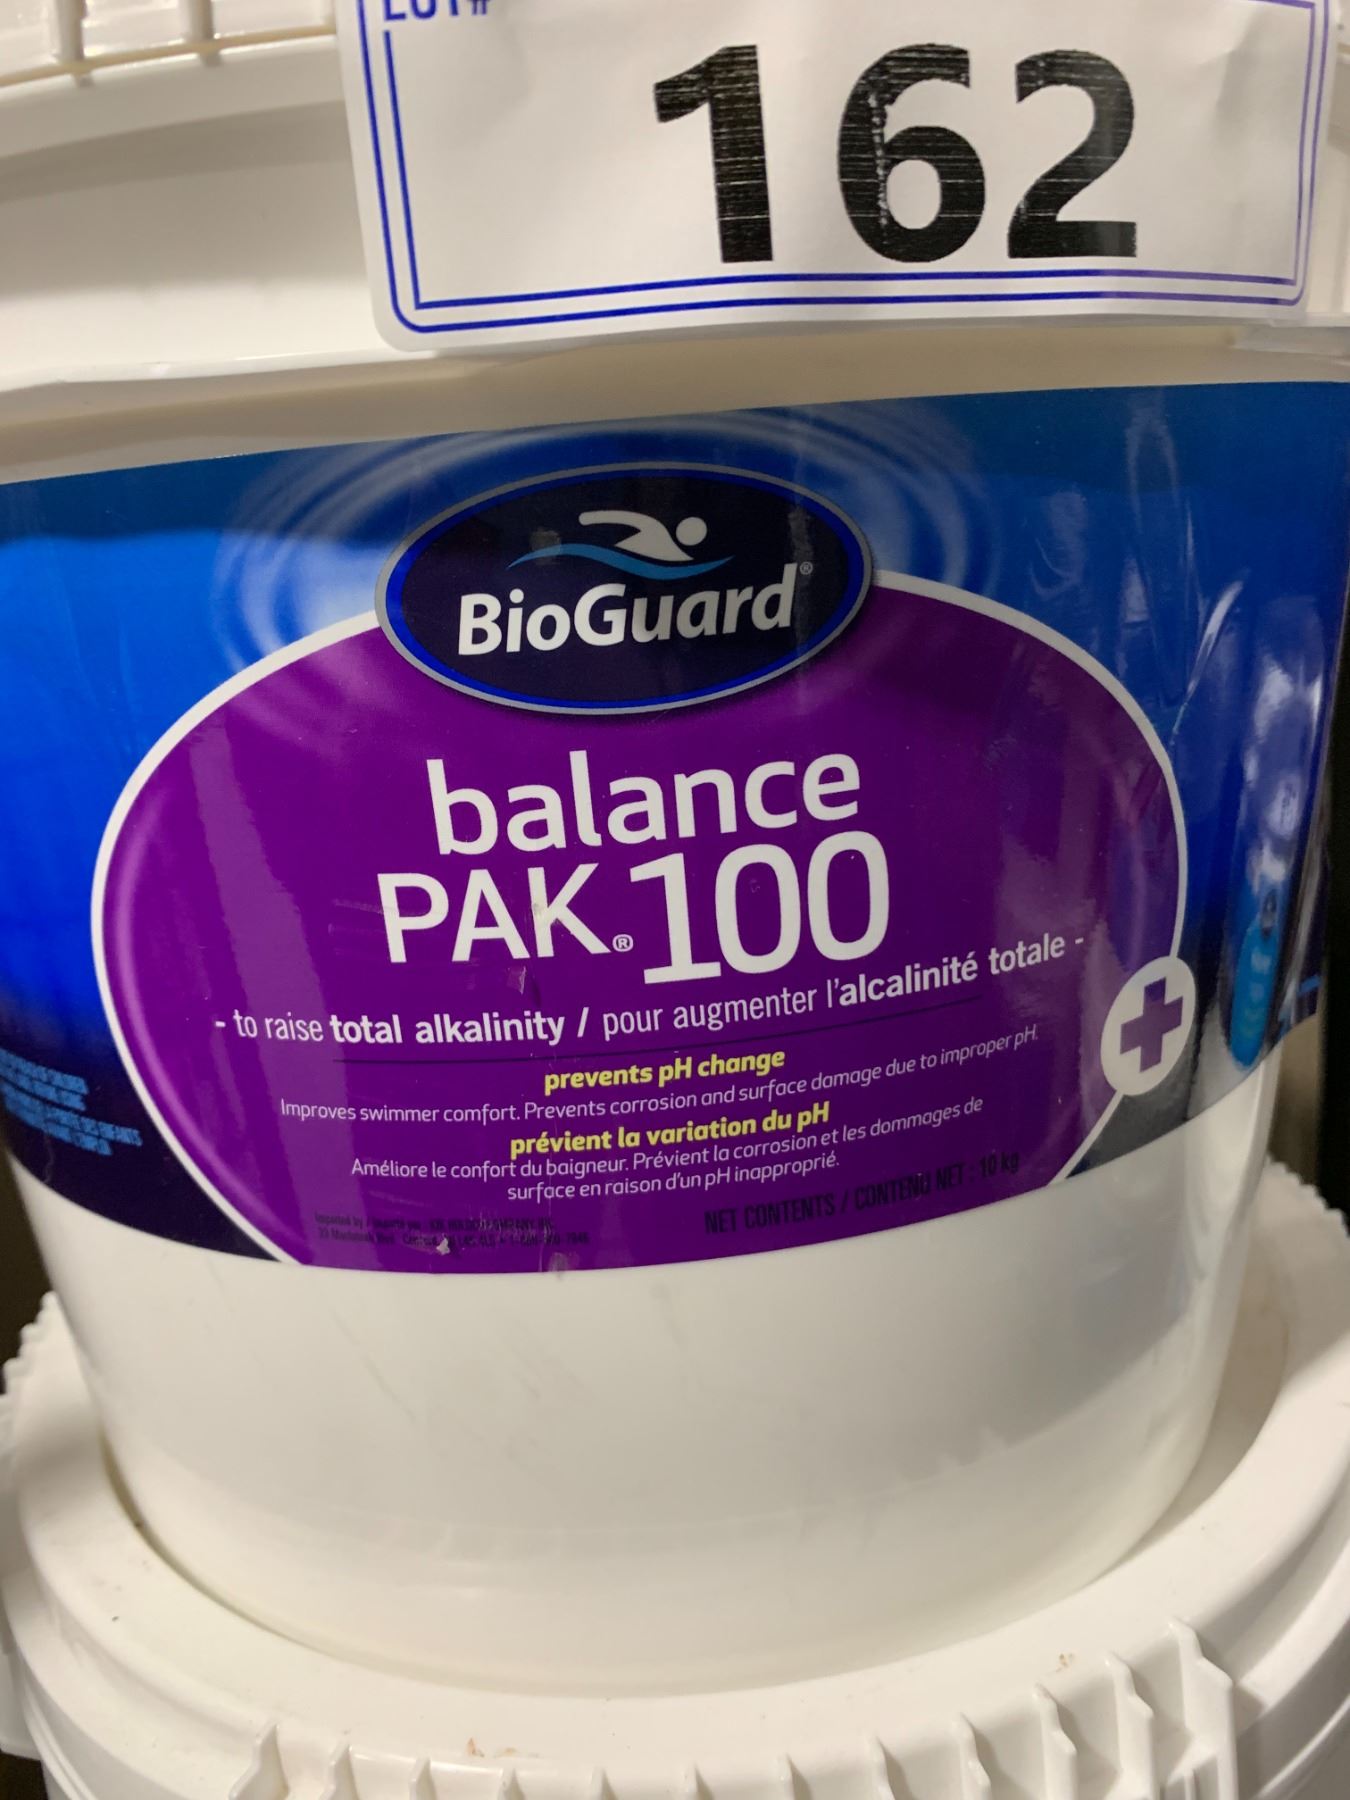 LOT#
162
BioGuard®
balance
PAK®100
- to raise total alkalinity / pour augmenter l'alcalinité totale -
prevents pH change
Improves swimmer comfort. Prevents corrosion and surface damage due to improper pH.
prévient la variation du pH
Améliore le confort du baigneur. Prévient la corrosion et les dommages de
surface en raison d'un pH inapproprié.
NET CONTENTS / CONTENU NET : 10 kg
Imported by /